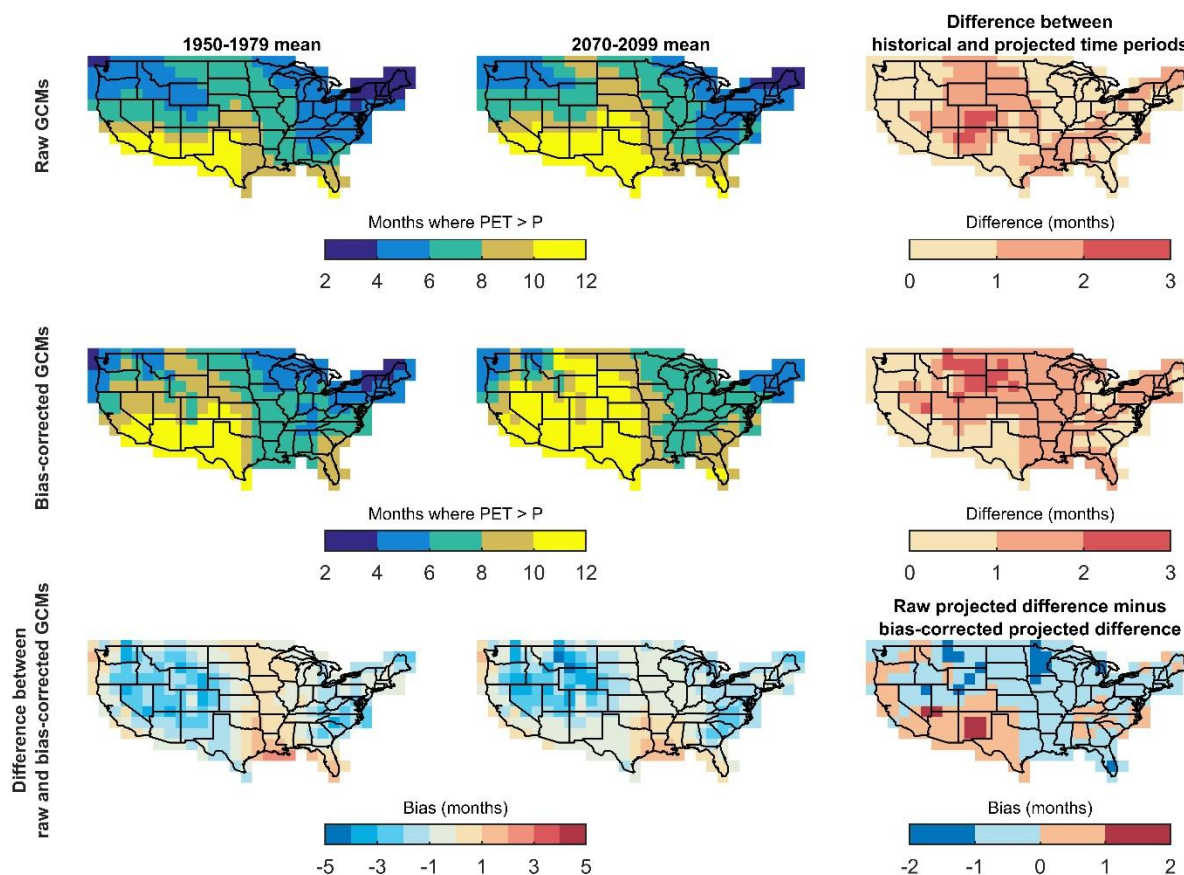 1950-1979 mean
2070-2099 mean
Difference between
historical and projected time periods
Raw GCMs
Months where PET > P
2 4 6 8 10 12
Difference (months)
0 1 2 3
Bias-corrected GCMs
Months where PET > P
2 4 6 8 10 12
Difference (months)
0 1 2 3
Difference between
raw and bias-corrected GCMs
Raw projected difference minus
bias-corrected projected difference
Bias (months)
-5 -3 -1 1 3 5
Bias (months)
-2 -1 0 1 2